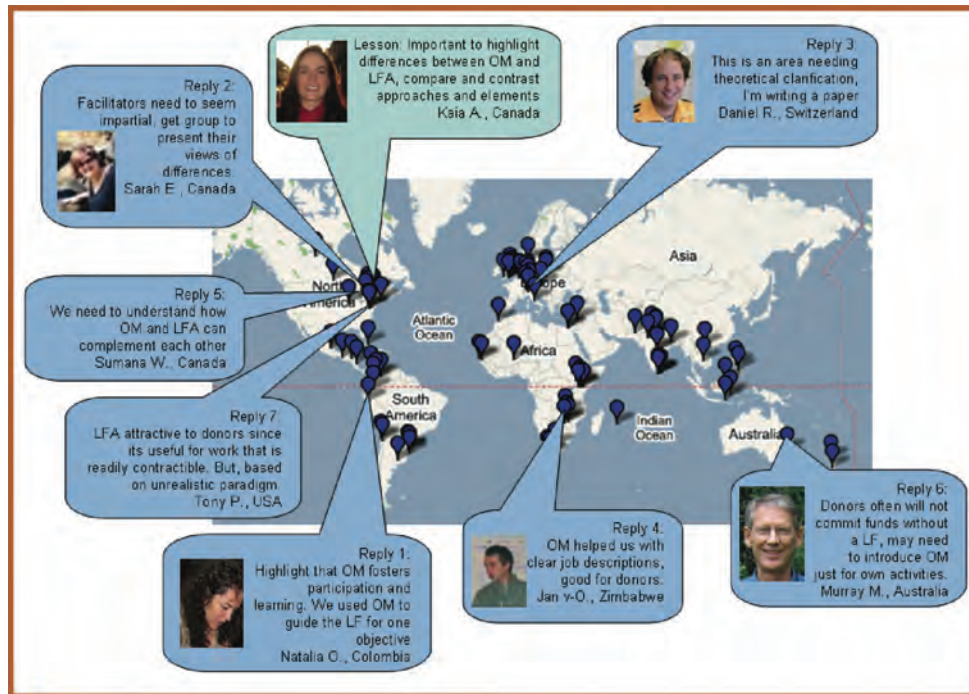 Lesson: Important to highlight
differences between OM and
LFA, compare and contrast
approaches and elements
Kaia A., Canada
Reply 3:
This is an area needing
theoretical clarification,
I'm writing a paper
Daniel R., Switzerland
Reply 2:
Facilitators need to seem
impartial, get group to
present their
views of
differences.
Sarah E., Canada
Reply 5:
We need to understand how
OM and LFA can
complement each other
Sumana W., Canada
Reply 7:
LFA attractive to donors since
its useful for work that is
readily contractible. But, based
on unrealistic paradigm.
Tony P., USA
Reply 1:
Highlight that OM fosters
participation and
learning. We used OM to
guide the LF for one
objective
Natalia O., Colombia
Reply 4:
OM helped us with
clear job descriptions,
good for donors.
Jan v-O., Zimbabwe
Reply 6:
Donors often will not
commit funds without
a LF, may need
to introduce OM
just for own activities.
Murray M., Australia
North
America
Atlantic
Ocean
Europe
Asia
Africa
South
America
Indian
Ocean
Australia